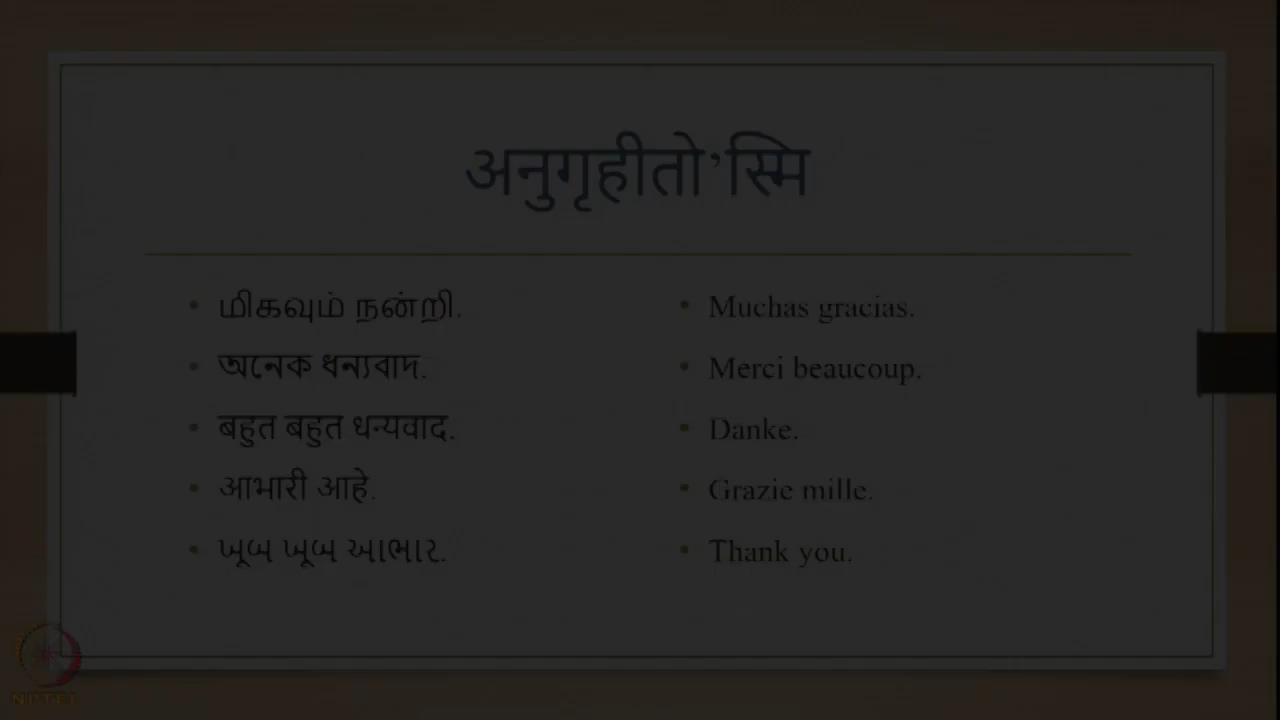 अनुगृहीतो’स्मि
மிகவும் நன்றி.
অনেক ধন্যবাদ.
बहुत बहुत धन्यवाद.
आभारी आहे.
ખૂબ ખૂબ આભાર.
Muchas gracias.
Merci beaucoup.
Danke.
Grazie mille.
Thank you.
NPTEL